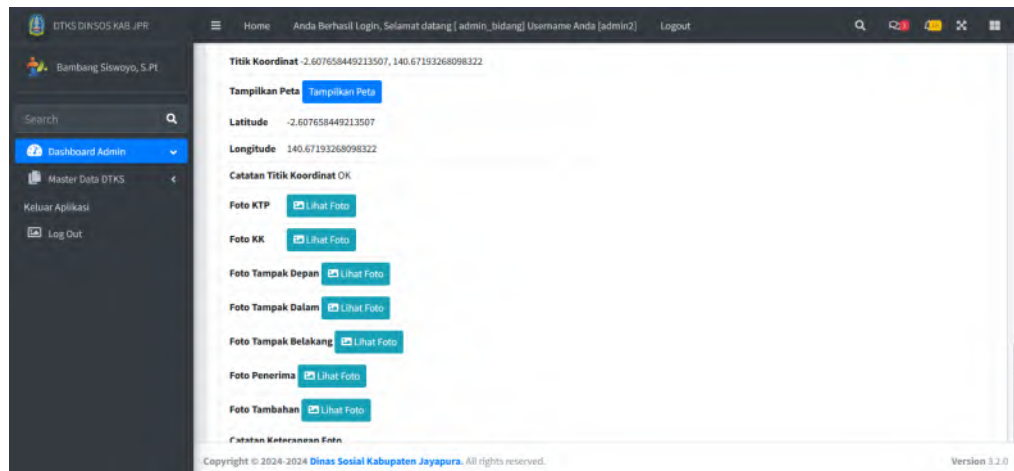 DTKS DINSOS KAB JPR
Home Anda Berhasil Login, Selamat datang [ admin_bidang] Username Anda [admin2] Logout
Bambang Siswoyo, S.Pt
Search
Dashboard Admin
Master Data DTKS
Keluar Aplikasi
Log Out
Titik Koordinat -2.607658449213507, 140.67193268098322
Tampilkan Peta Tampilkan Peta
Latitude -2.607658449213507
Longitude 140.67193268098322
Catatan Titik Koordinat OK
Foto KTP Lihat Foto
Foto KK Lihat Foto
Foto Tampak Depan Lihat Foto
Foto Tampak Dalam Lihat Foto
Foto Tampak Belakang Lihat Foto
Foto Penerima Lihat Foto
Foto Tambahan Lihat Foto
Catatan Keterangan Foto
Copyright © 2024-2024 Dinas Sosial Kabupaten Jayapura. All rights reserved.
Version 3.2.0